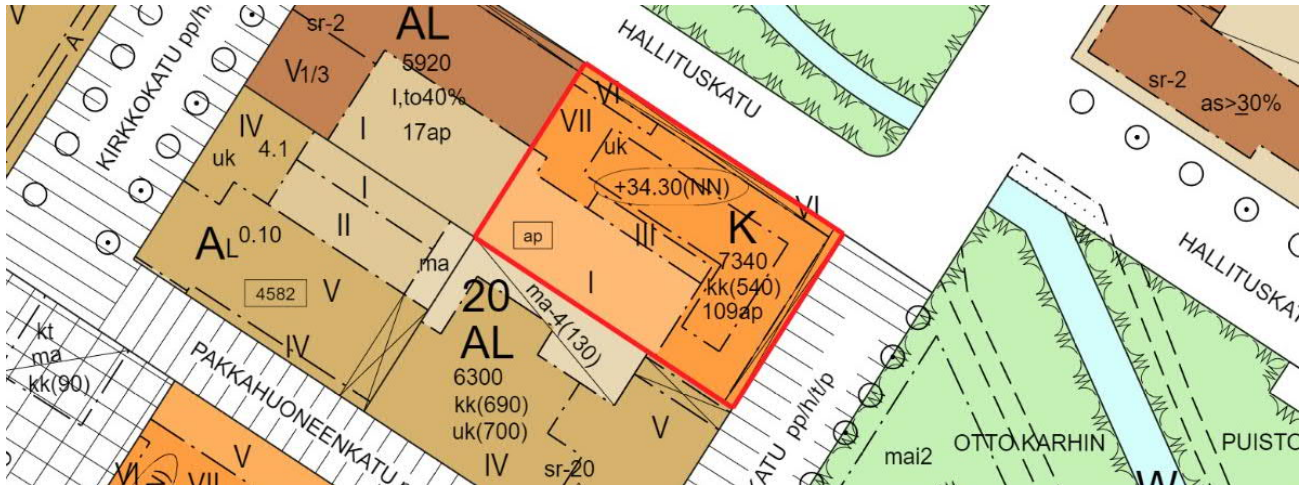 V
A
KIRKKOKATU pp/h/
sr-2
AL
5920
V1/3
I,to40%
17ap
I
IV
uk
4.1
I
II
AL 0.10
4582
V
IV
ma
20
AL
6300
kk(690)
uk(700)
IV
sr-20
V
ma-4(130)
VI
VII
uk
+34.30(NN)
VI
III
K
7340
kk(540)
109ap
ap
I
HALLITUSKATU
sr-2
as>30%
HALLITUSKAT
KATU pp/h/t/p
OTTO KARHIN
PUISTO
mai2
W
kt
ma
kk(90)
PAKKAHUONEENKATU
V
VI
VII